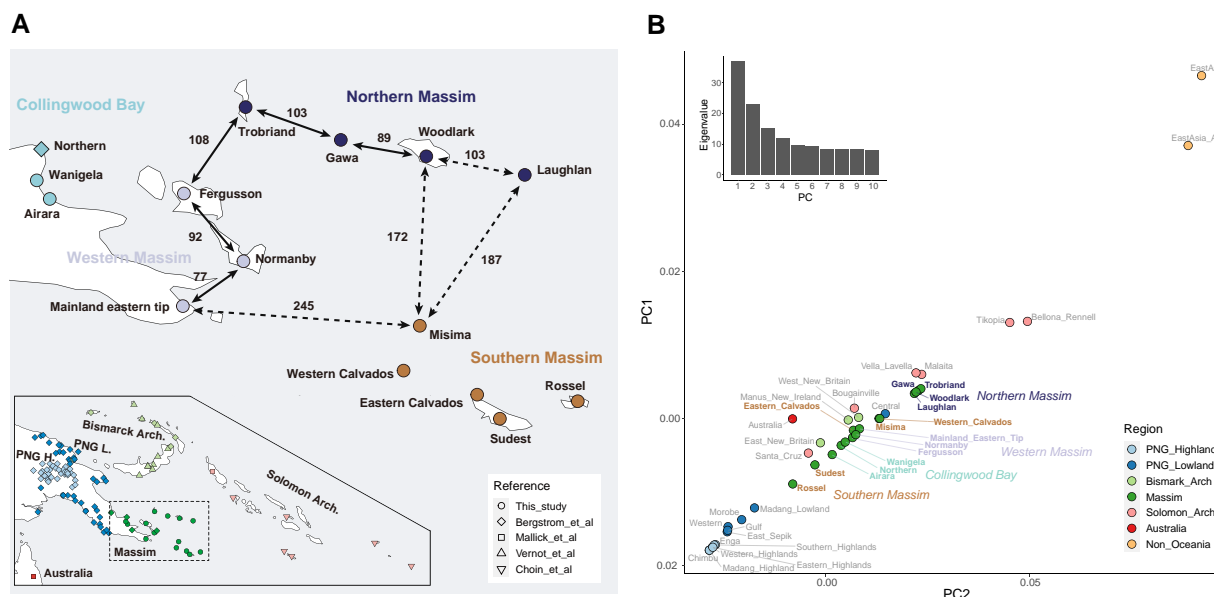 A
Collingwood Bay
Northern Massim
Northern
Wanigela
Airara
Trobriand
103
108
Gawa
89
Woodlark
103
Laughlan
Fergusson
92
172
187
Western Massim
Normanby
77
Mainland eastern tip
245
Misima
Southern Massim
Western Calvados
Rossel
Eastern Calvados
Sudest
Bismarck Arch.
PNG L.
PNG H.
Solomon Arch.
Massim
Australia
Reference
This_study
Bergstrom_et_al
Mallick_et_al
Vernot_et_al
Choin_et_al
B
Eigenvalue
30
20
10
0
1 2 3 4 5 6 7 8 9 10
PC
PC1
0.04
0.02
0.00
0.02
0.00
0.05
PC2
EastA
EastAsia_A
Tikopia
Bellona_Rennell
Vella_Lavella
Malaita
West_New_Britain
Gawa
Trobriand
Manus_New_Ireland
Bougainville
Woodlark
Northern Massim
Eastern_Calvados
Central
Laughlan
Australia
Misima
Western_Calvados
East_New_Britain
Mainland_Eastern_Tip
Normanby
Western Massim
Santa_Cruz
Fergusson
Wanigela
Sudest
Northern
Airara
Collingwood Bay
Rossel
Southern Massim
Madang_Lowland
Morobe
Western
Gulf
East_Sepik
Enga
Southern_Highlands
Western_Highlands
Chimbu
Eastern_Highlands
Madang_Highland
Region
PNG_Highland
PNG_Lowland
Bismark_Arch
Massim
Solomon_Arch
Australia
Non_Oceania